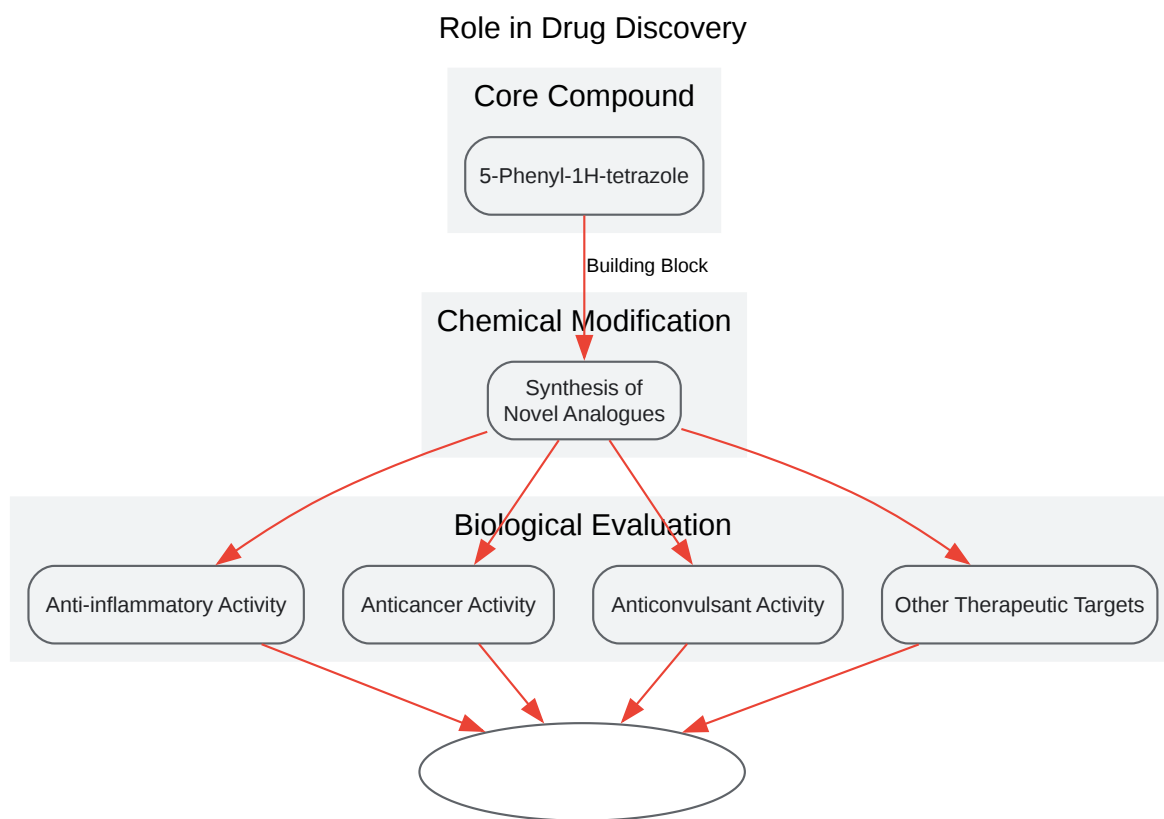 Role in Drug Discovery
Core Compound
5-Phenyl-1H-tetrazole
Building Block
Chemical Modification
Synthesis of
Novel Analogues
Biological Evaluation
Anti-inflammatory Activity
Anticancer Activity
Anticonvulsant Activity
Other Therapeutic Targets